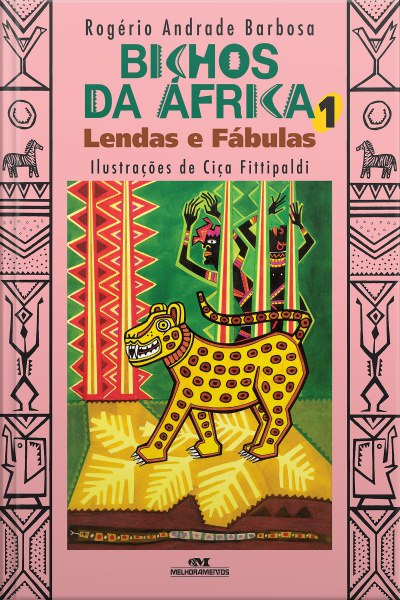 Rogério Andrade Barbosa
BICHOS
DA ÁFRICA 1
Lendas e Fábulas
Ilustrações de Ciça Fittipaldi
MELHORAMENTOS